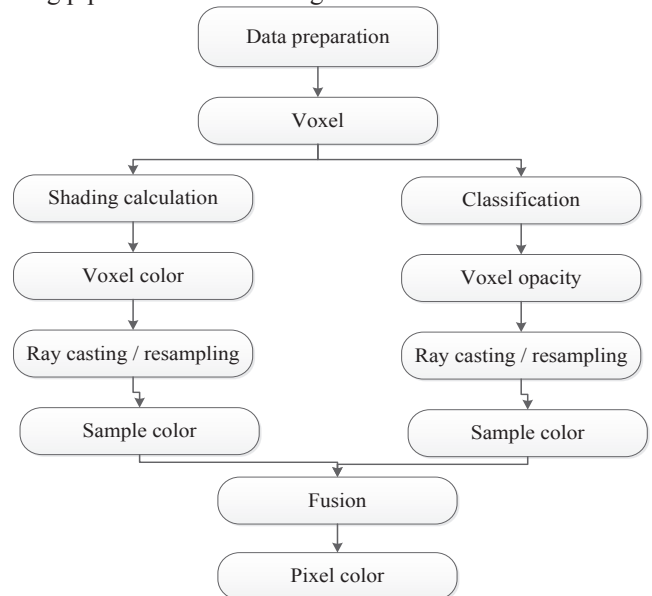 Data preparation
Voxel
Shading calculation
Classification
Voxel color
Voxel opacity
Ray casting / resampling
Ray casting / resampling
Sample color
Sample color
Fusion
Pixel color